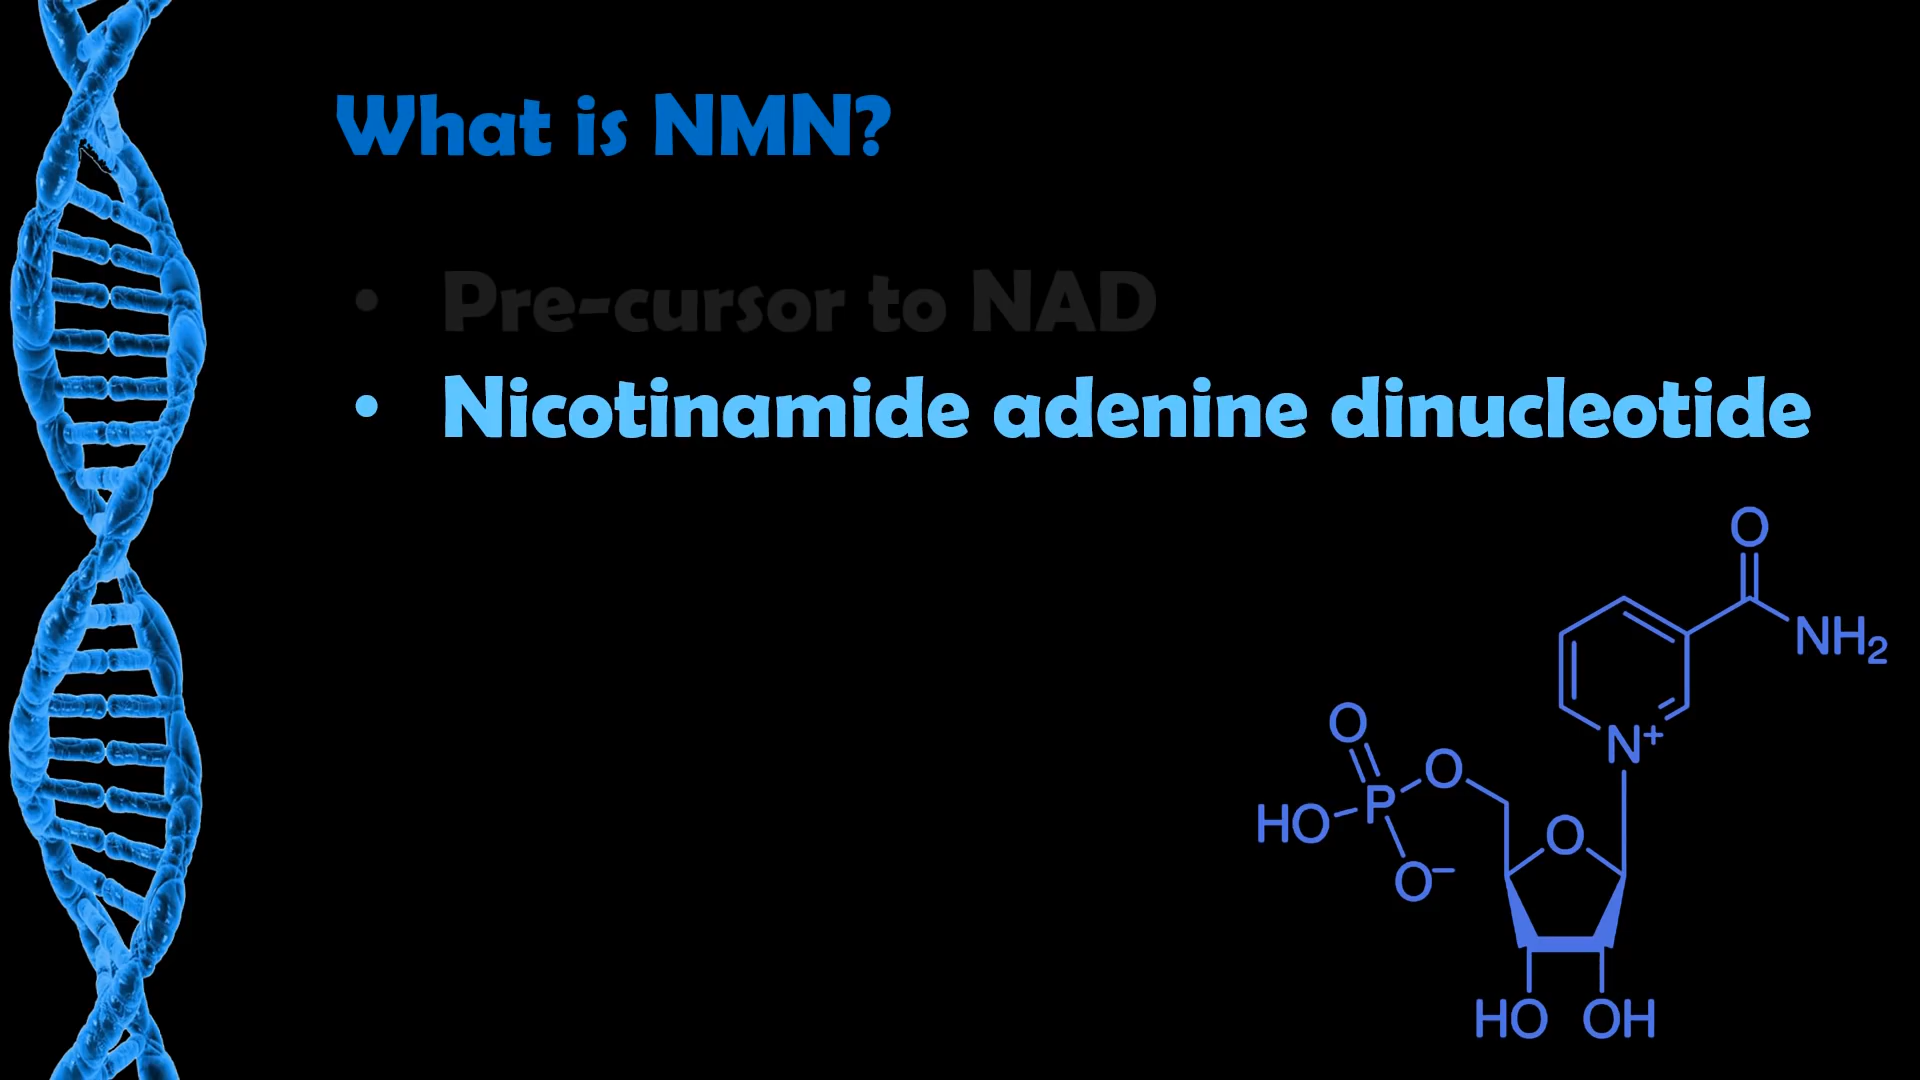 What is NMN?
• Pre-cursor to NAD
• Nicotinamide adenine dinucleotide
O
NH₂
N⁺
O
O
P
HO
O
O⁻
HO OH